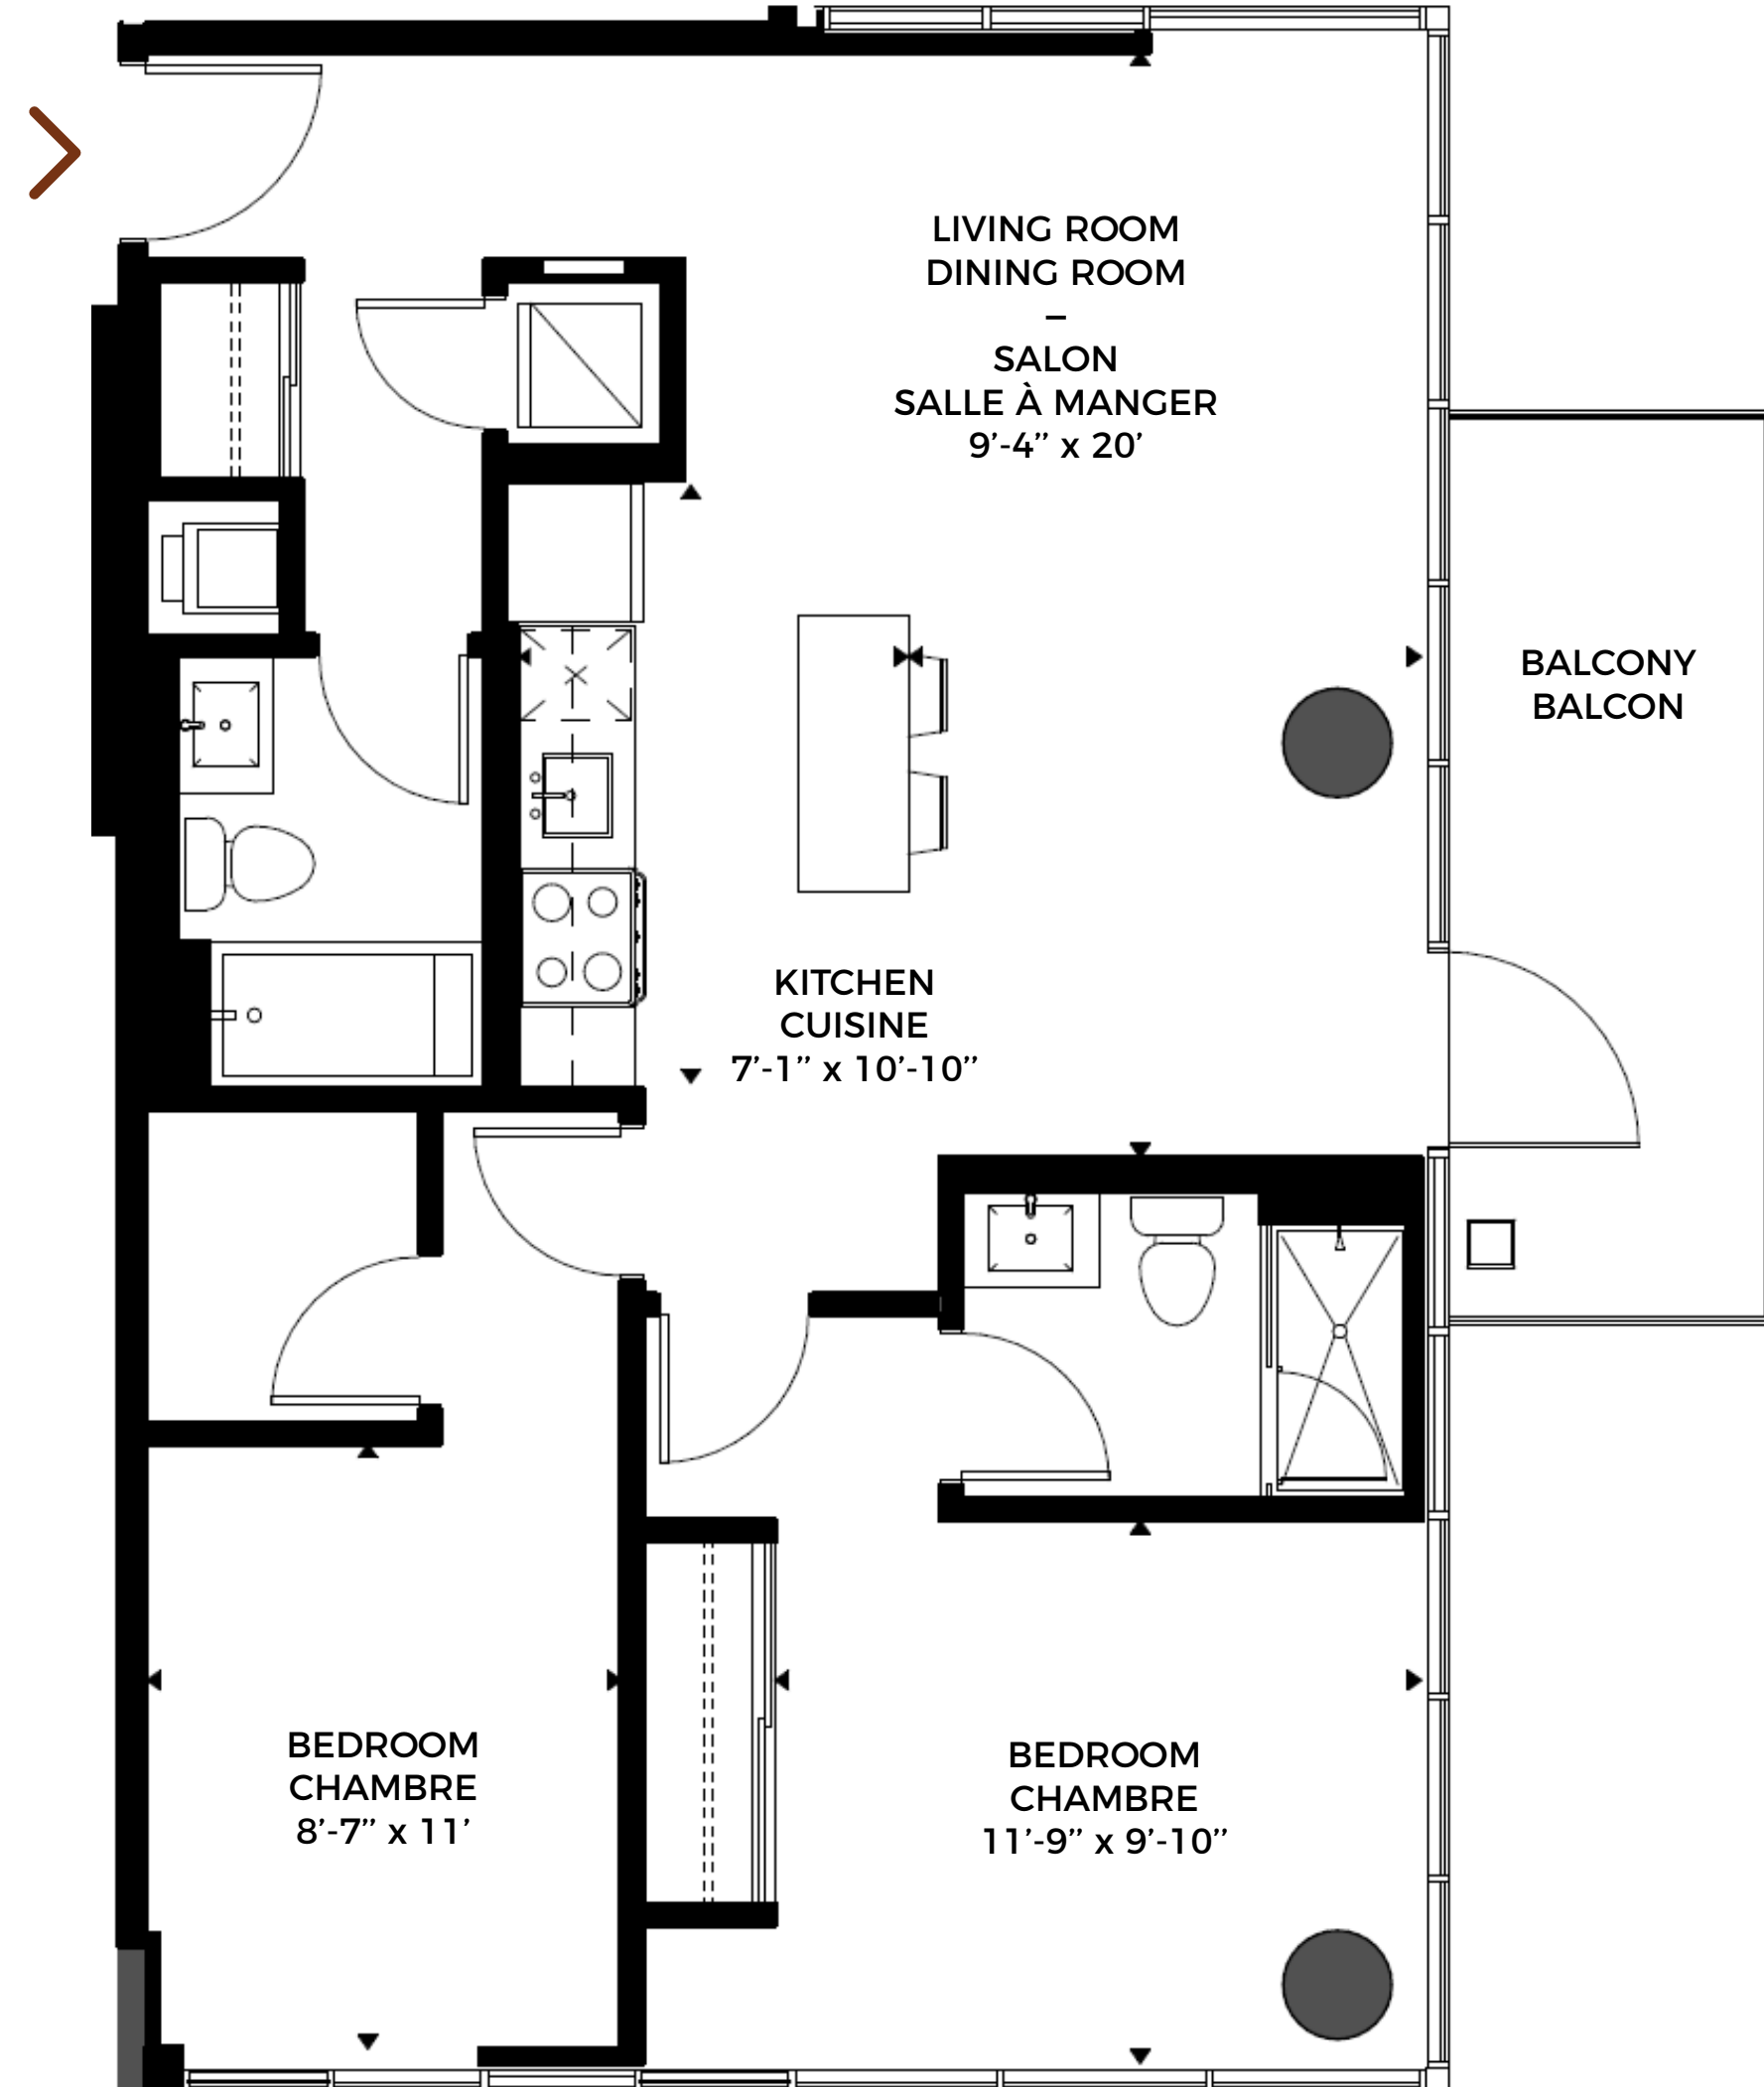 LIVING ROOM
DINING ROOM
–
SALON
SALLE À MANGER
9’-4’’ x 20’
BALCONY
BALCON
KITCHEN
CUISINE
7’-1’’ x 10’-10’’
BEDROOM
CHAMBRE
8’-7’’ x 11’
BEDROOM
CHAMBRE
11’-9’’ x 9’-10’’